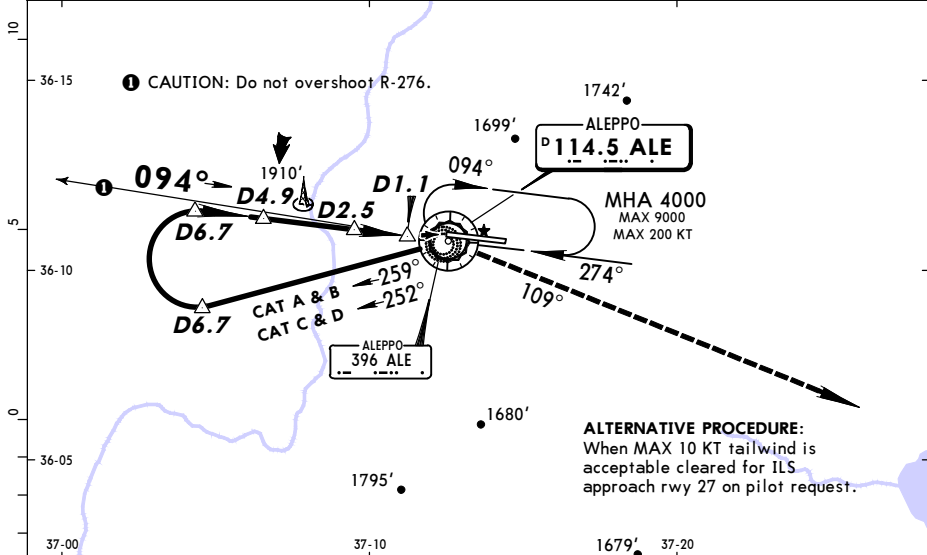 10
36-15
❶ CAUTION: Do not overshoot R-276.
1742'
1699'
ALEPPO
D 114.5 ALE
1910'
094°
❶
094°
D4.9
D1.1
MHA 4000
MAX 9000
MAX 200 KT
D2.5
5
D6.7
36-10
274°
259°
CAT A & B
252°
CAT C & D
109°
D6.7
ALEPPO
396 ALE
0
1680'
ALTERNATIVE PROCEDURE:
When MAX 10 KT tailwind is
acceptable cleared for ILS
approach rwy 27 on pilot request.
36-05
1795'
37-00
37-10
1679'
37-20